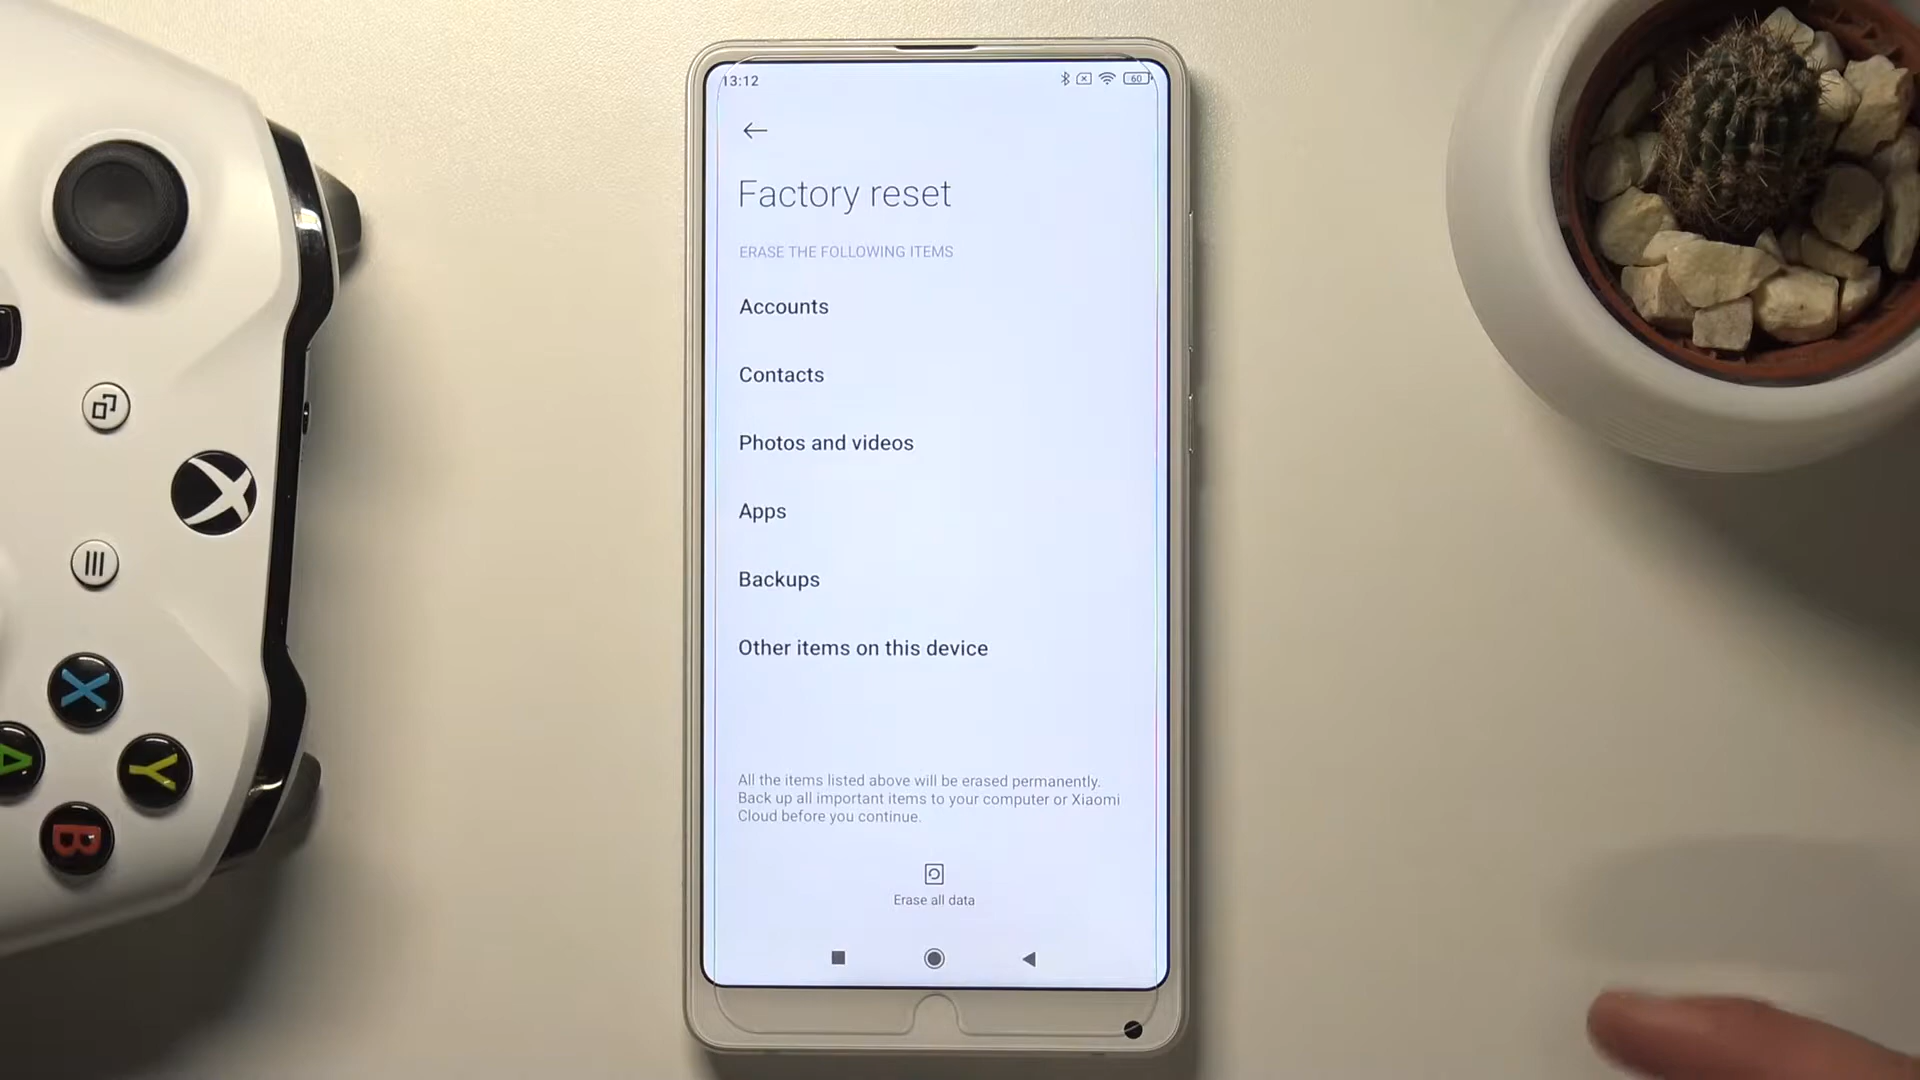 13:12
60
Factory reset
ERASE THE FOLLOWING ITEMS
Accounts
Contacts
Photos and videos
Apps
Backups
Other items on this device
All the items listed above will be erased permanently.
Back up all important items to your computer or Xiaomi
Cloud before you continue.
Erase all data
X
Y
A
B